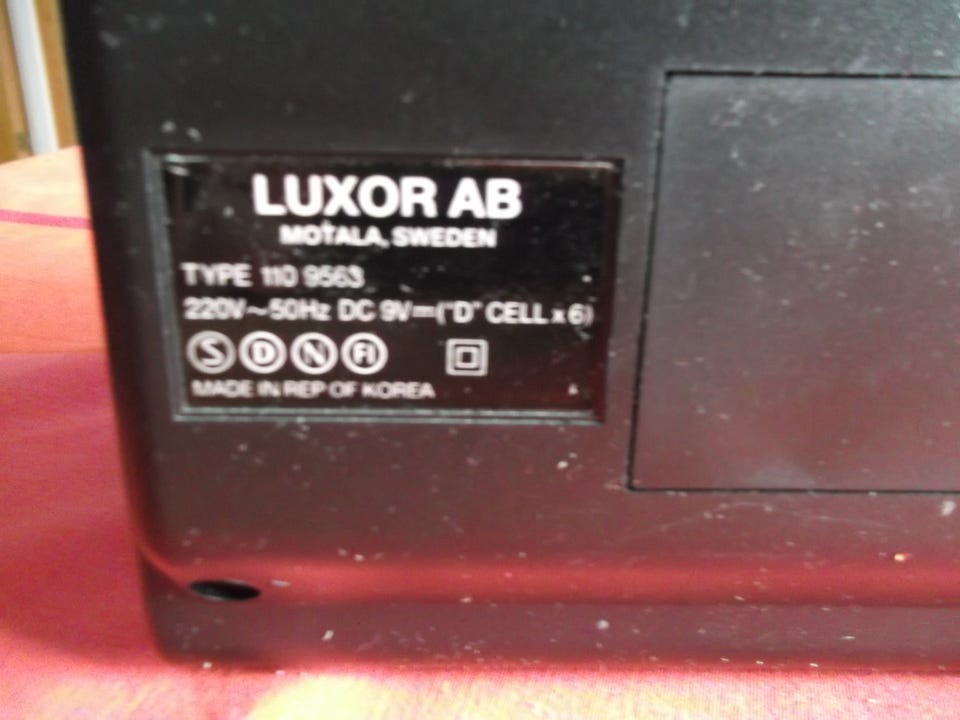 LUXOR AB
MOTALA, SWEDEN
TYPE 110 9563
220V~50Hz DC 9V⎓("D" CELL x 6)
S D N FI
MADE IN REP OF KOREA